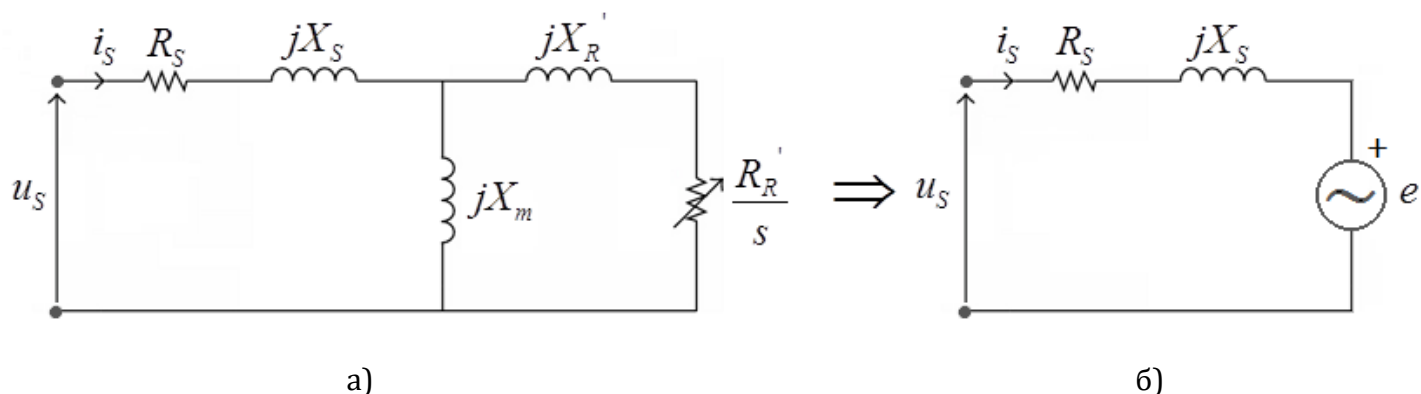 i_S R_S jX_S jX_R' i_S R_S jX_S
u_S jX_m R_R'/s ⇒ u_S + e
а) б)